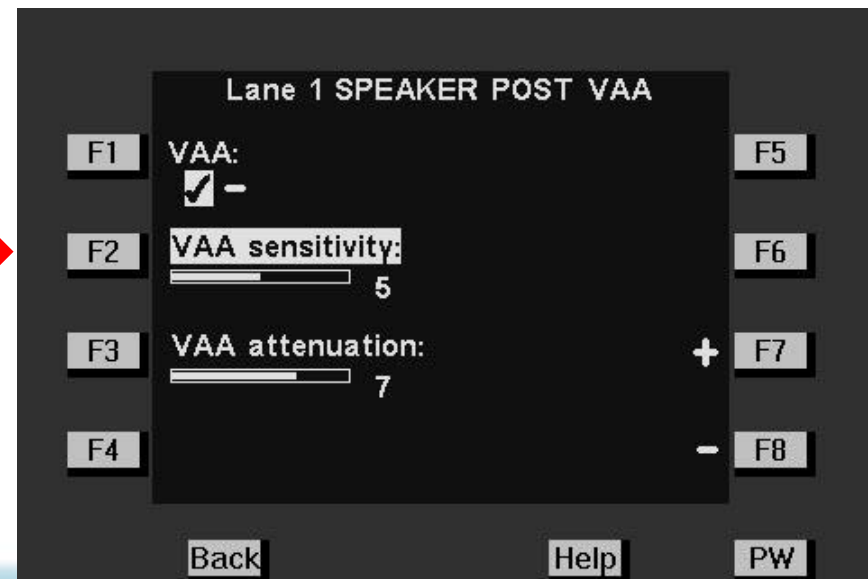 Lane 1 SPEAKER POST VAA
F1 VAA: F5
✓ -
F2 VAA sensitivity: F6
5
F3 VAA attenuation: + F7
7
F4 - F8
Back Help PW